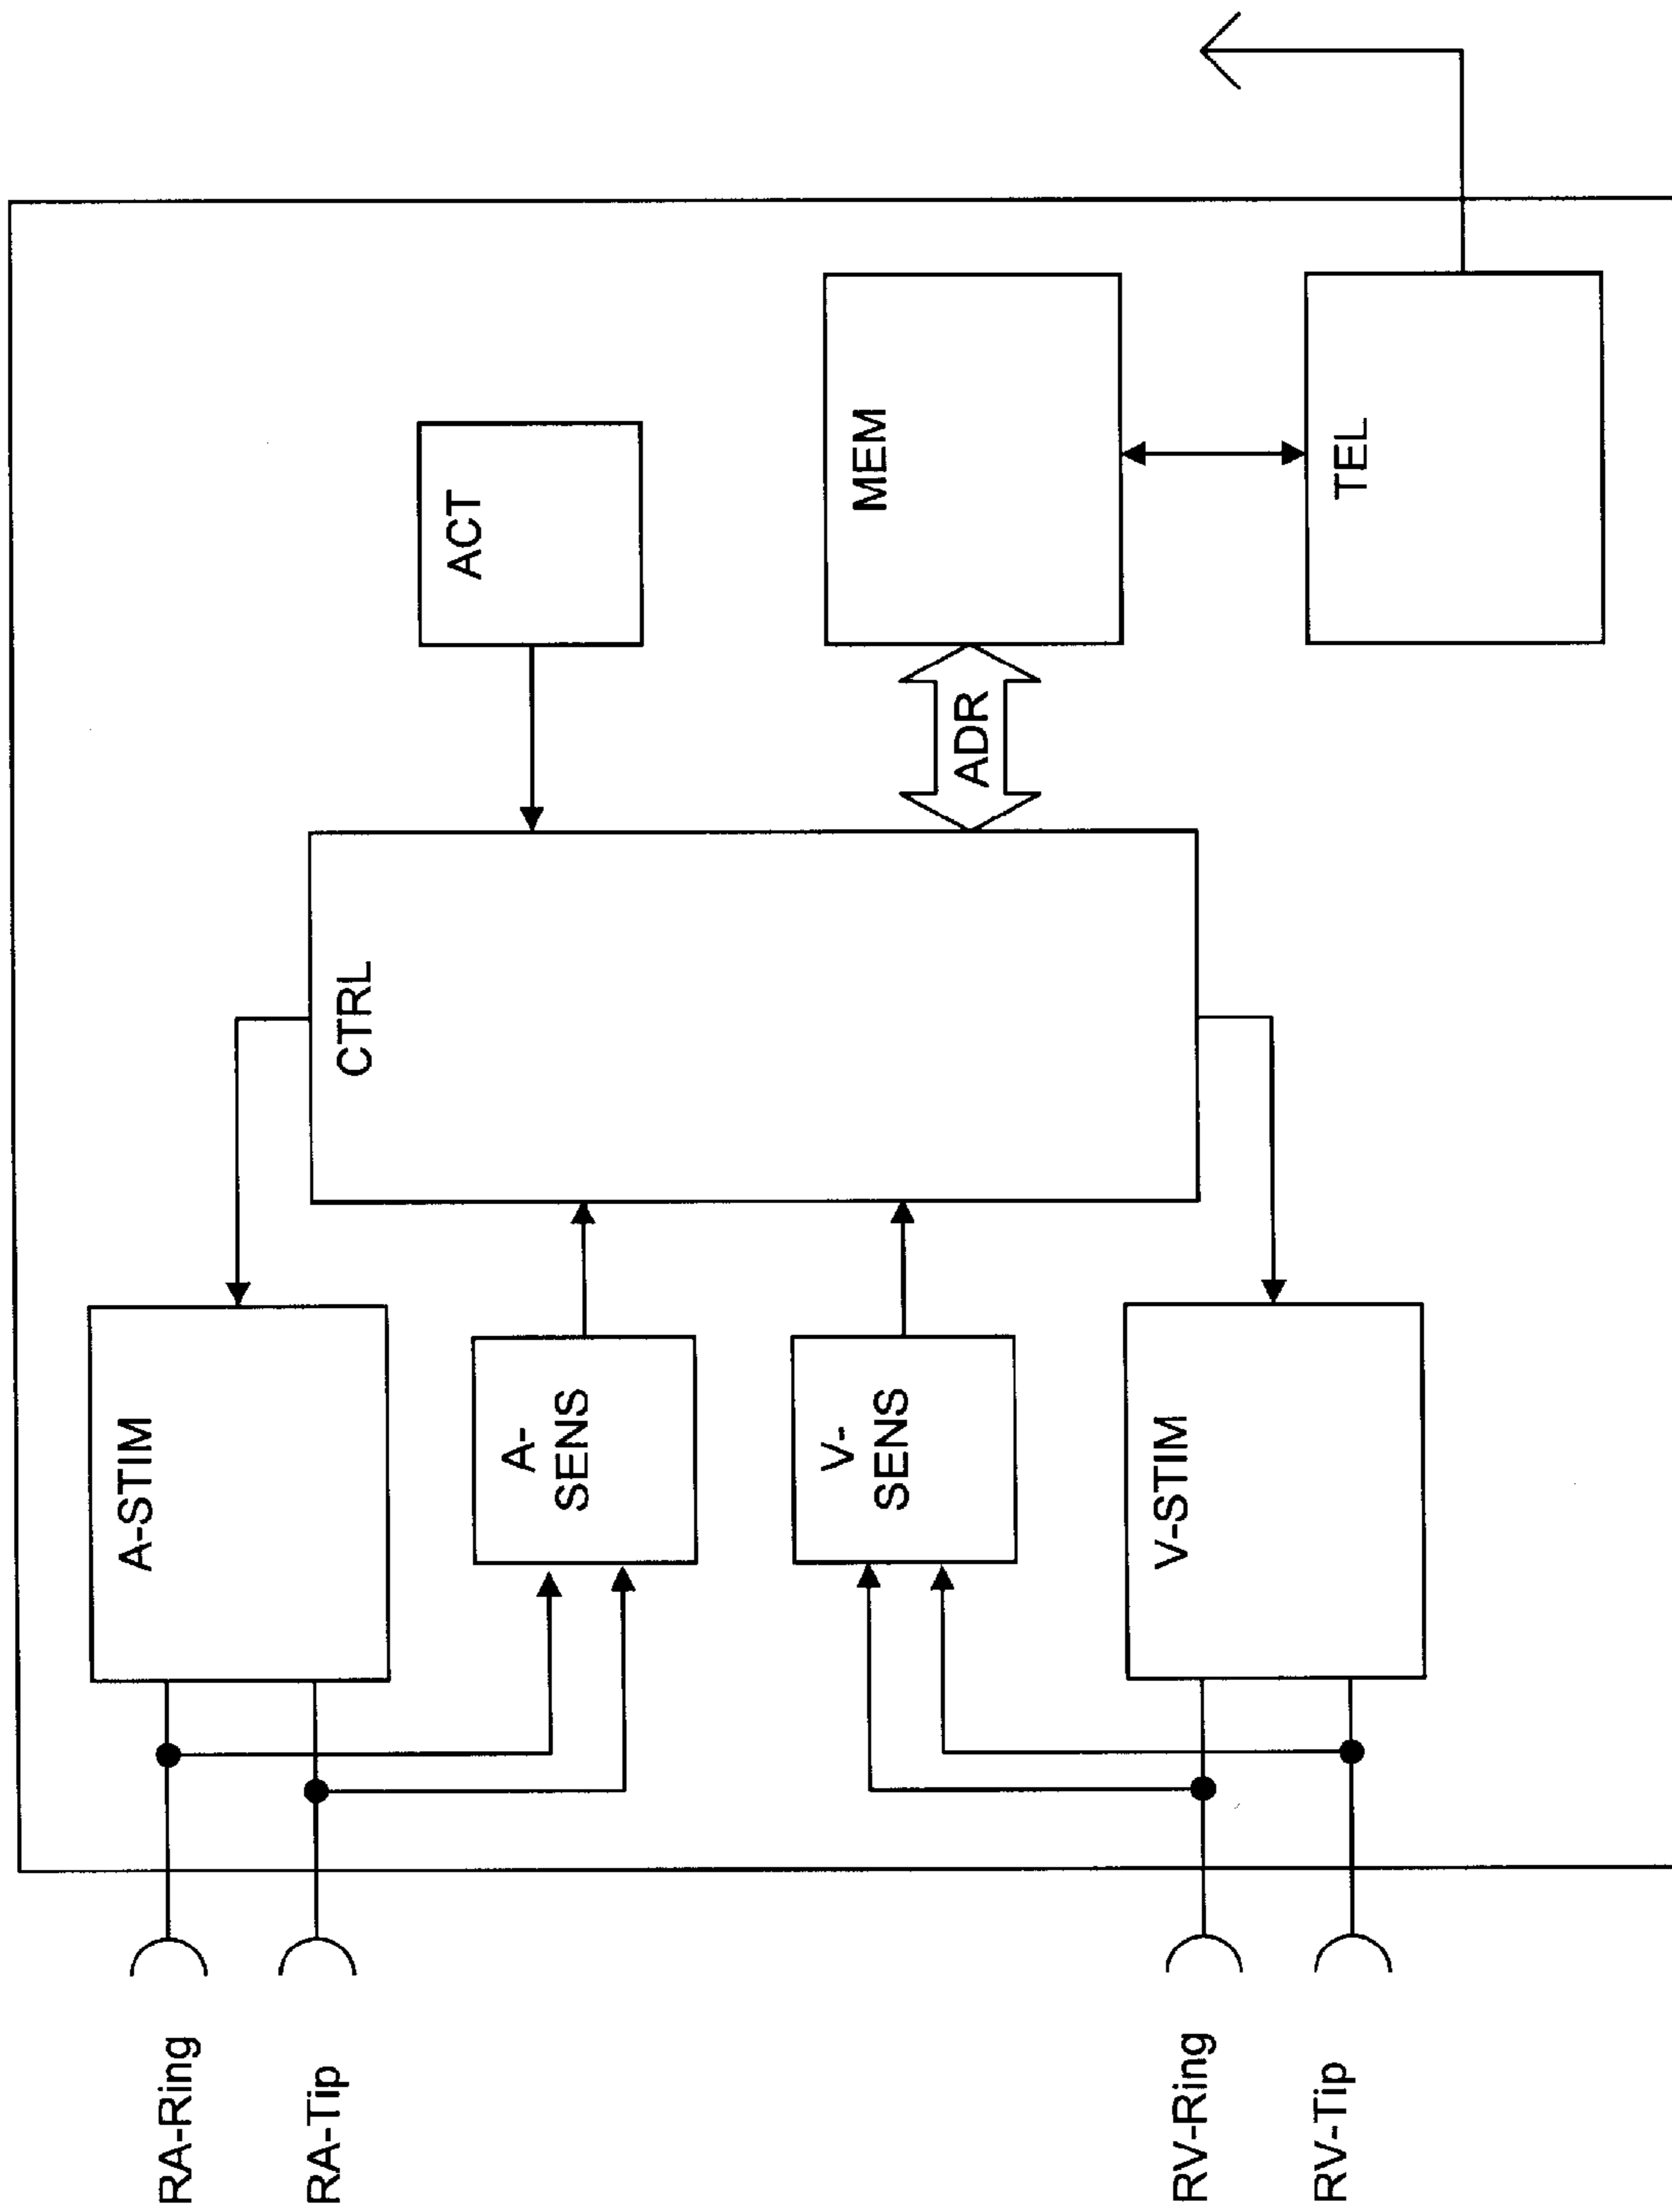 RA-Ring
RA-Tip
RV-Ring
RV-Tip
A-STIM
A-
SENS
V-
SENS
V-STIM
CTRL
ADR
ACT
MEM
TEL